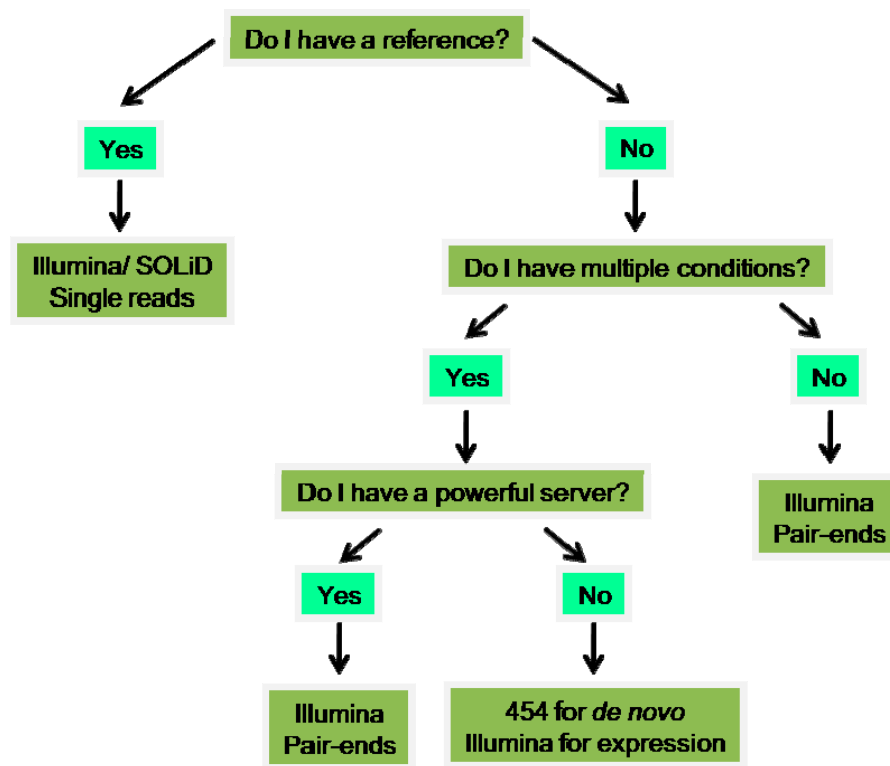 Do I have a reference?
Yes
No
Illumina/ SOLiD
Single reads
Do I have multiple conditions?
Yes
No
Do I have a powerful server?
Illumina
Pair-ends
Yes
No
Illumina
Pair-ends
454 for de novo
Illumina for expression